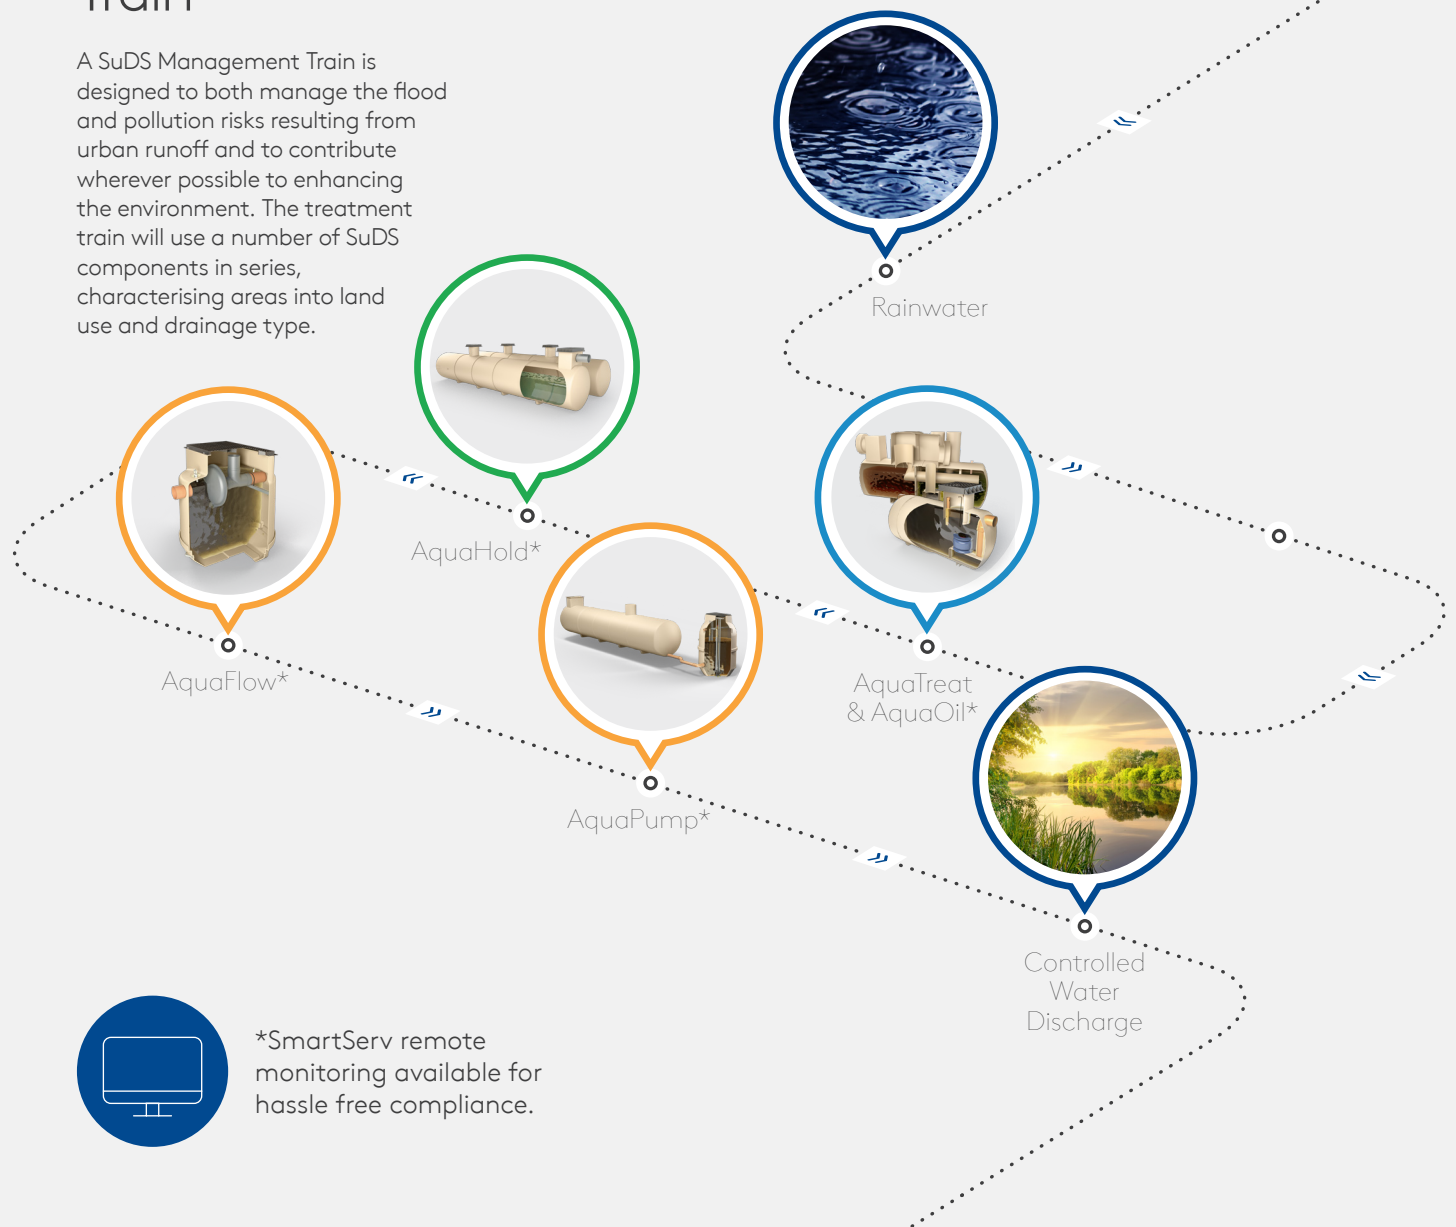 Train
A SuDS Management Train is
designed to both manage the flood
and pollution risks resulting from
urban runoff and to contribute
wherever possible to enhancing
the environment. The treatment
train will use a number of SuDS
components in series,
characterising areas into land
use and drainage type.
Rainwater
AquaHold*
AquaFlow*
AquaTreat
& AquaOil*
AquaPump*
Controlled
Water
Discharge
*SmartServ remote
monitoring available for
hassle free compliance.